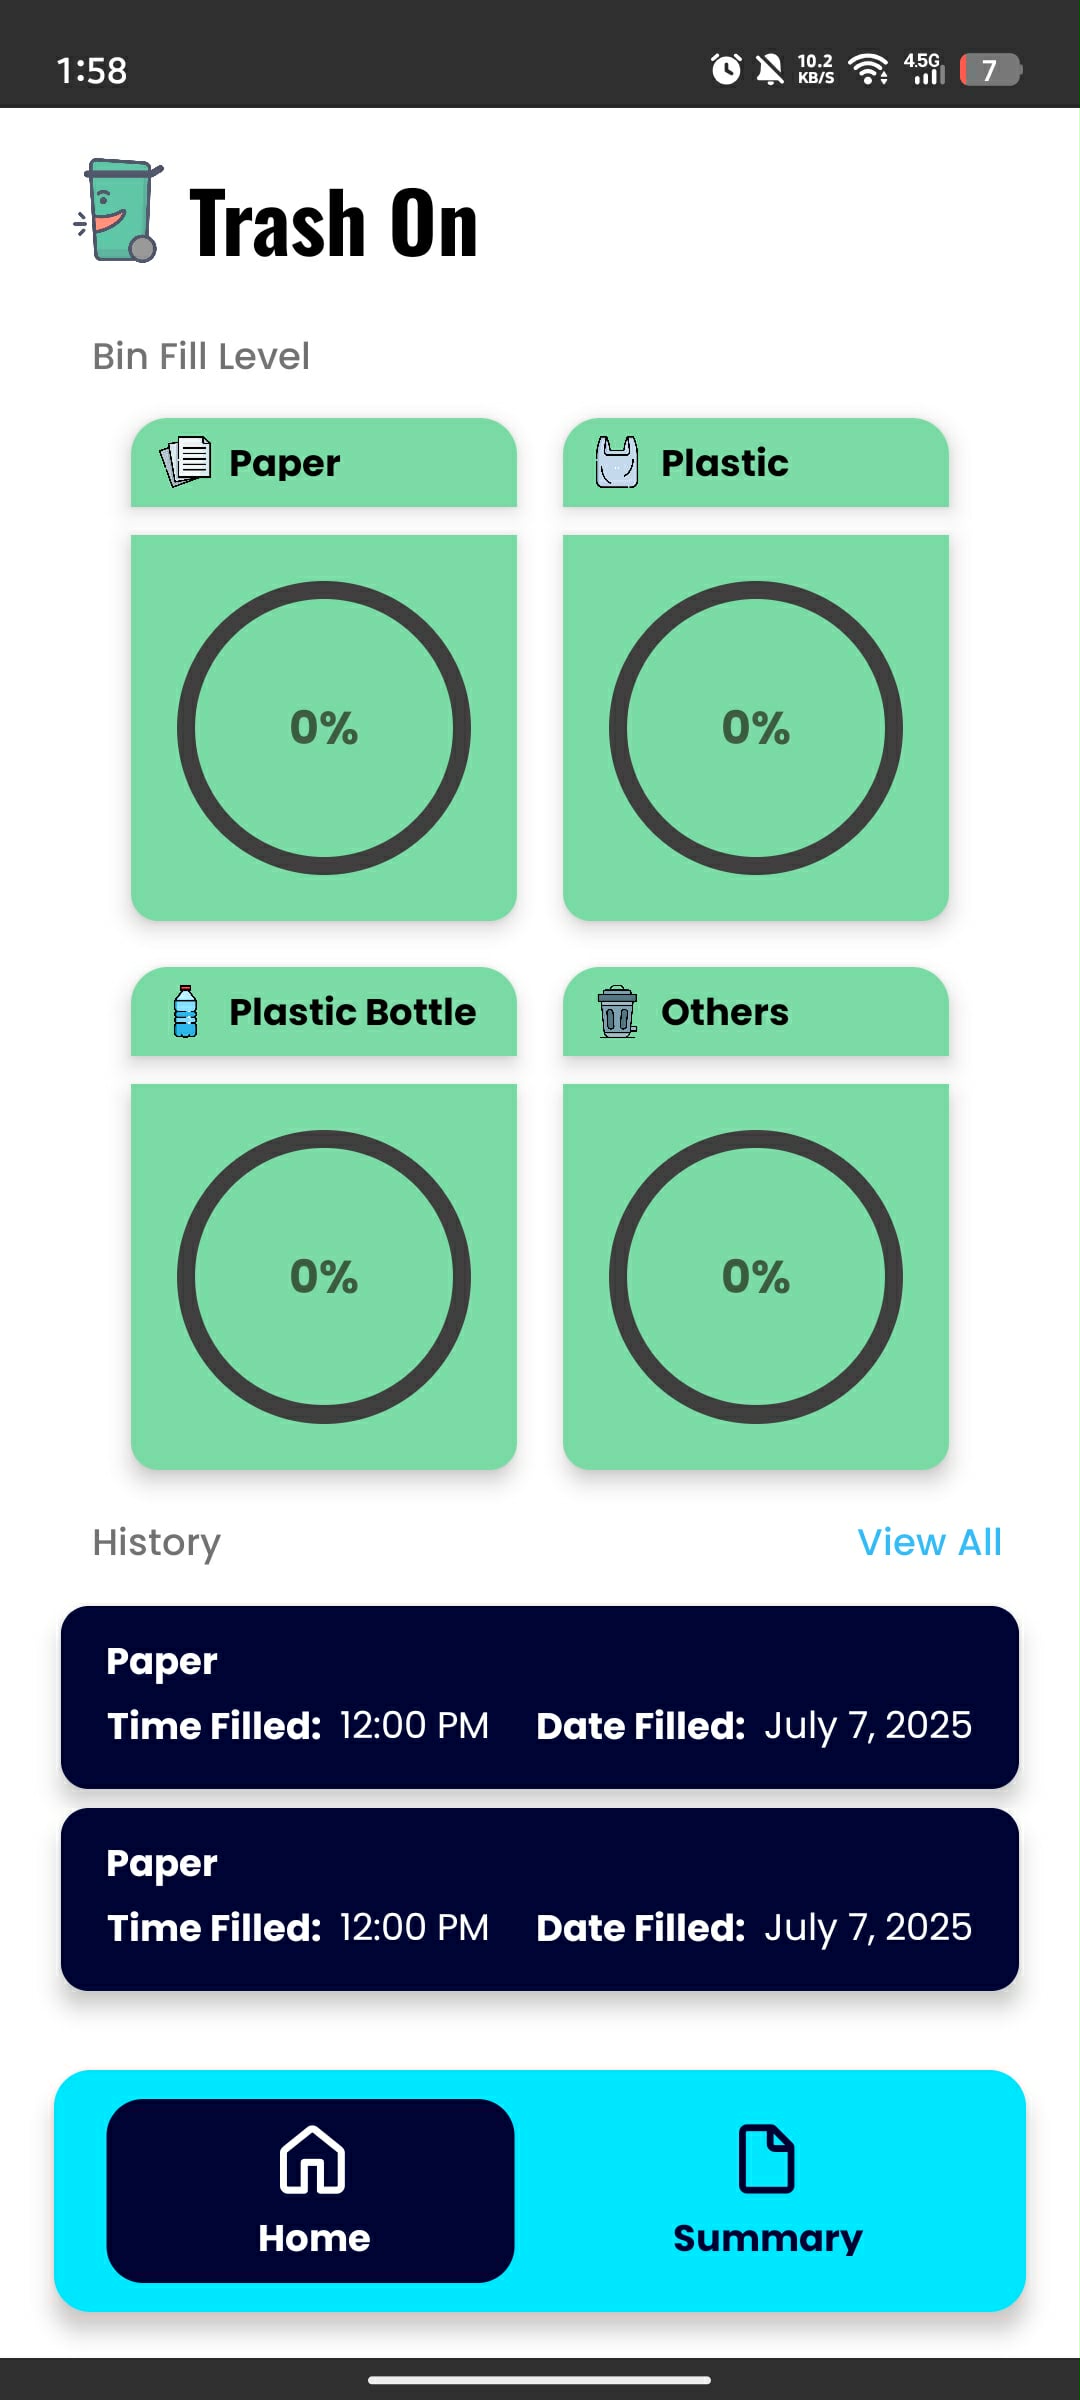 1:58
10.2 KB/S
4.5G
7
Trash On
Bin Fill Level
Paper
Plastic
0%
0%
Plastic Bottle
Others
0%
0%
History
View All
Paper
Time Filled: 12:00 PM Date Filled: July 7, 2025
Paper
Time Filled: 12:00 PM Date Filled: July 7, 2025
Home
Summary